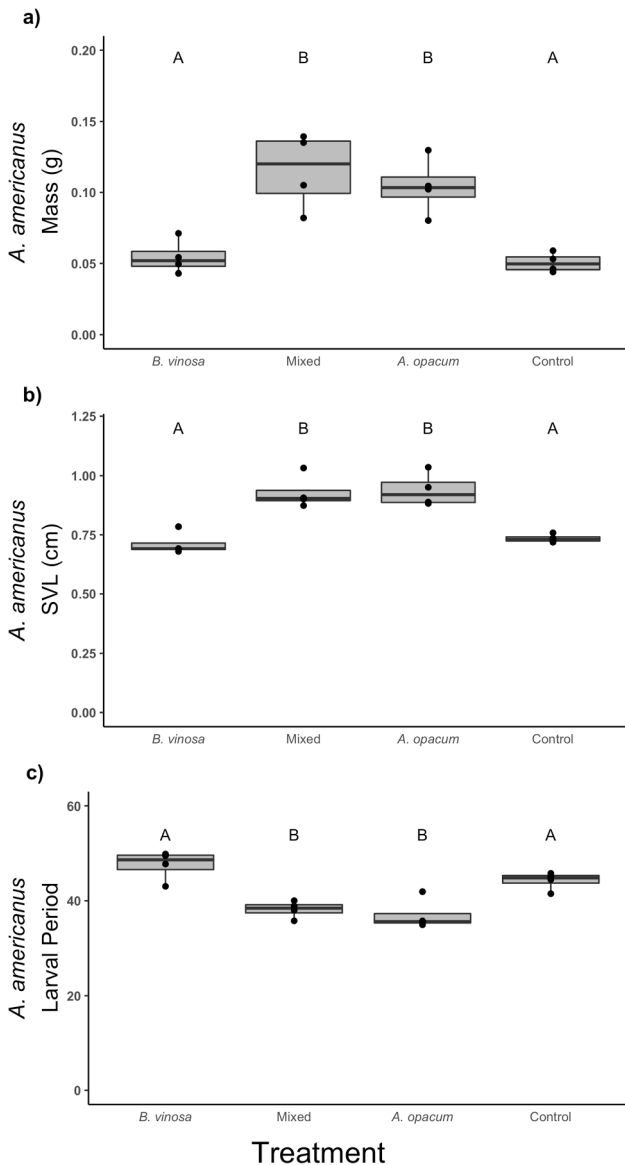 a)
0.20
0.15
0.10
0.05
0.00
A B B A
A. americanus
Mass (g)
B. vinosa Mixed A. opacum Control
b)
1.25
1.00
0.75
0.50
0.25
0.00
A B B A
A. americanus
SVL (cm)
B. vinosa Mixed A. opacum Control
c)
60
40
20
0
A B B A
A. americanus
Larval Period
B. vinosa Mixed A. opacum Control
Treatment